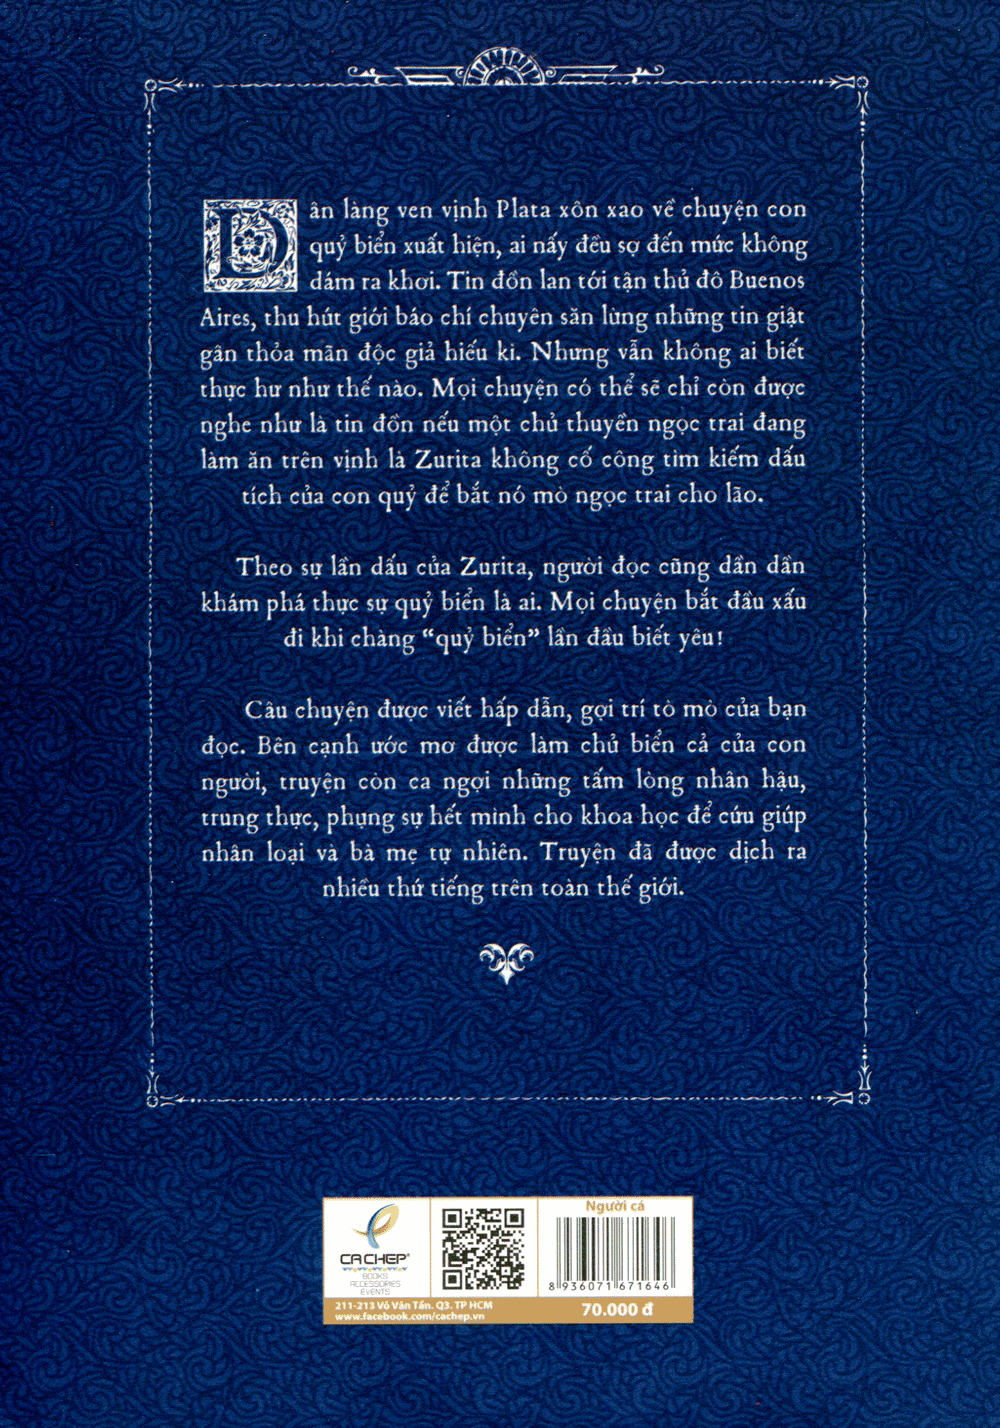 Dân làng ven vịnh Plata xôn xao về chuyện con
quỷ biển xuất hiện, ai nấy đều sợ đến mức không
dám ra khơi. Tin đồn lan tới tận thủ đô Buenos
Aires, thu hút giới báo chí chuyên săn lùng những tin giật
gân thỏa mãn độc giả hiếu kì. Nhưng vẫn không ai biết
thực hư như thế nào. Mọi chuyện có thể sẽ chỉ còn được
nghe như là tin đồn nếu một chủ thuyền ngọc trai đang
làm ăn trên vịnh là Zurita không cố công tìm kiếm dấu
tích của con quỷ để bắt nó mò ngọc trai cho lão.
Theo sự lần dấu của Zurita, người đọc cũng dần dần
khám phá thực sự quỷ biển là ai. Mọi chuyện bắt đầu xấu
đi khi chàng “quỷ biển” lần đầu biết yêu!
Câu chuyện được viết hấp dẫn, gợi trí tò mò của bạn
đọc. Bên cạnh ước mơ được làm chủ biển cả của con
người, truyện còn ca ngợi những tấm lòng nhân hậu,
trung thực, phụng sự hết mình cho khoa học để cứu giúp
nhân loại và bà mẹ tự nhiên. Truyện đã được dịch ra
nhiều thứ tiếng trên toàn thế giới.
CACHEP®
BOOKS
ACCESSORIES
EVENTS
211-213 Võ Văn Tần. Q3. TP HCM
www.facebook.com/cachep.vn
Người cá
8 936071 671646
70.000 đ